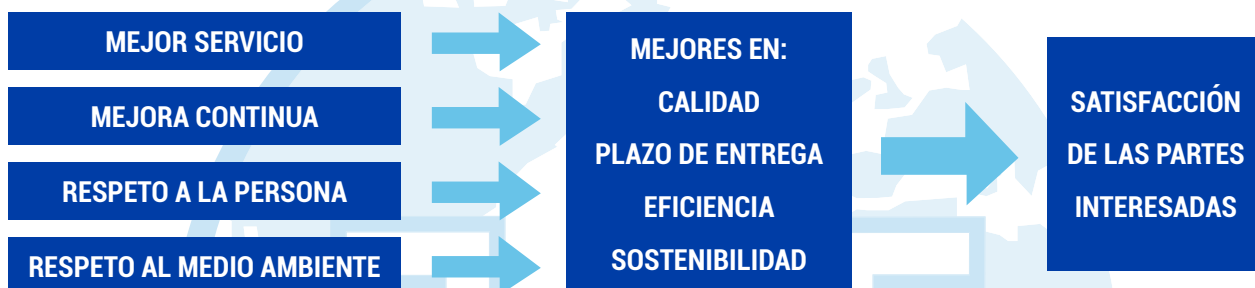 MEJOR SERVICIO
MEJORA CONTINUA
RESPETO A LA PERSONA
RESPETO AL MEDIO AMBIENTE
MEJORES EN:
CALIDAD
PLAZO DE ENTREGA
EFICIENCIA
SOSTENIBILIDAD
SATISFACCIÓN
DE LAS PARTES
INTERESADAS